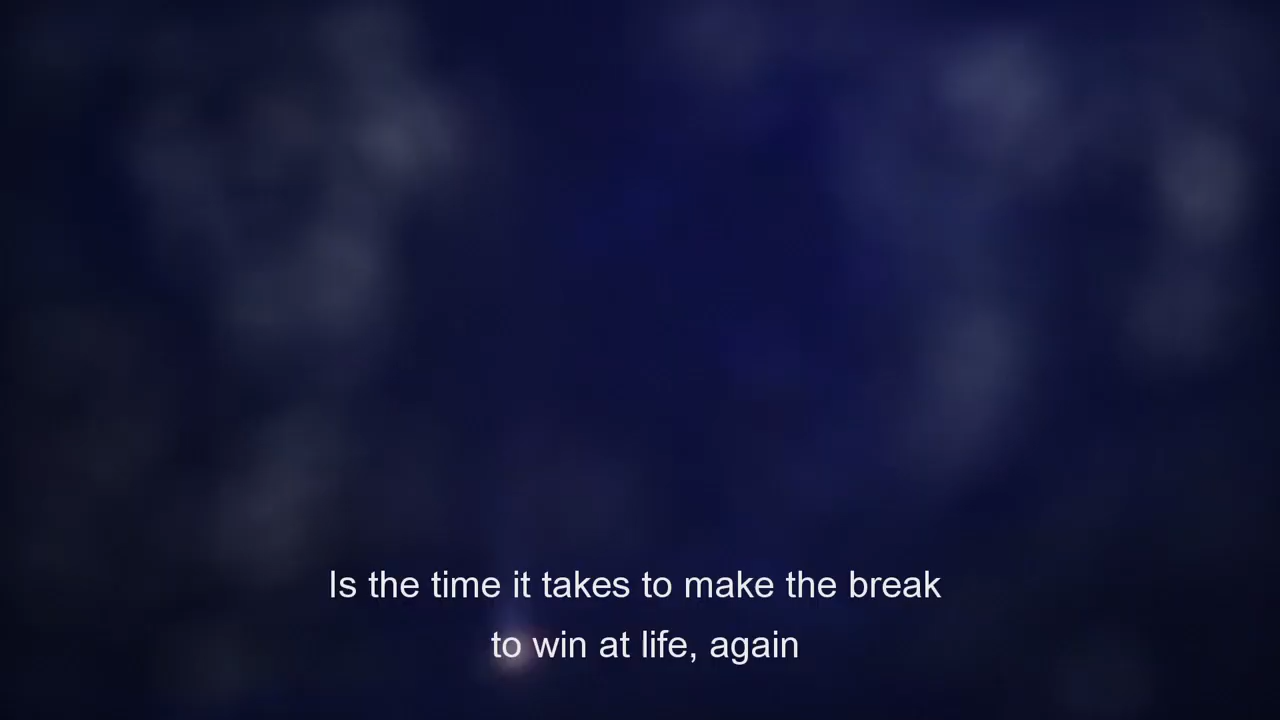 Is the time it takes to make the break
to win at life, again